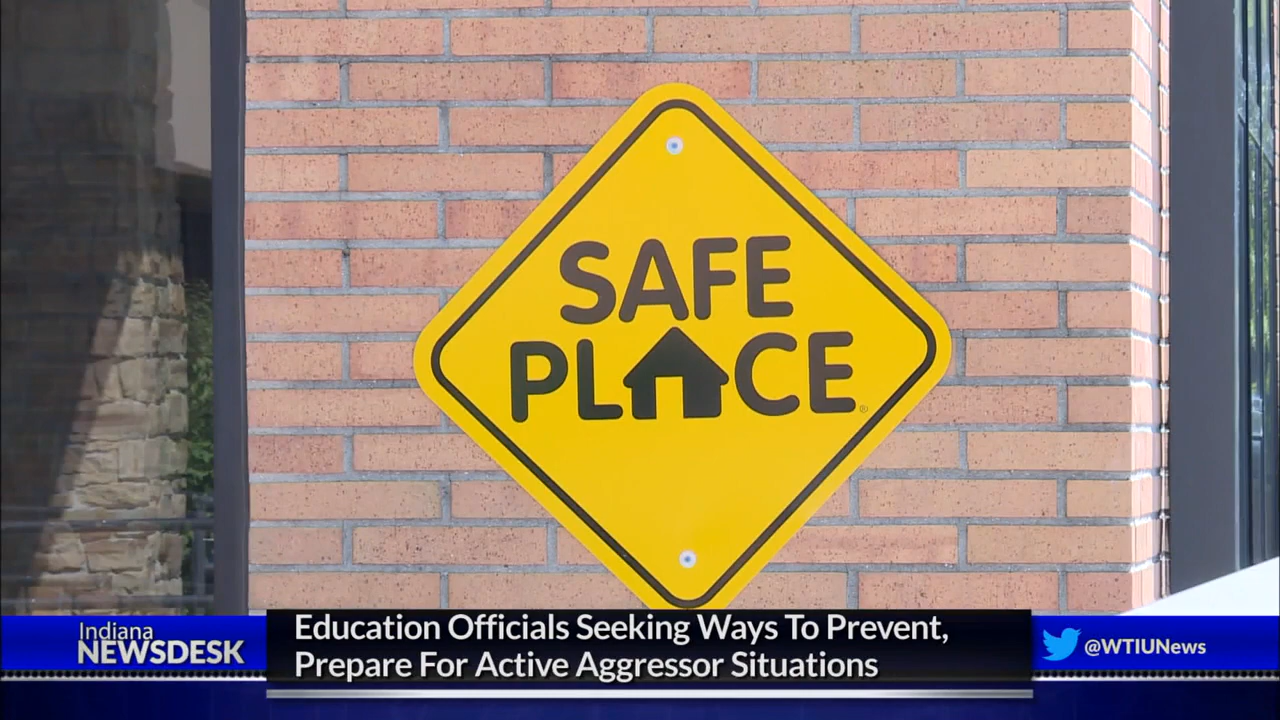 SAFE
PLACE®
Indiana
NEWSDESK
Education Officials Seeking Ways To Prevent,
Prepare For Active Aggressor Situations
@WTIUNews